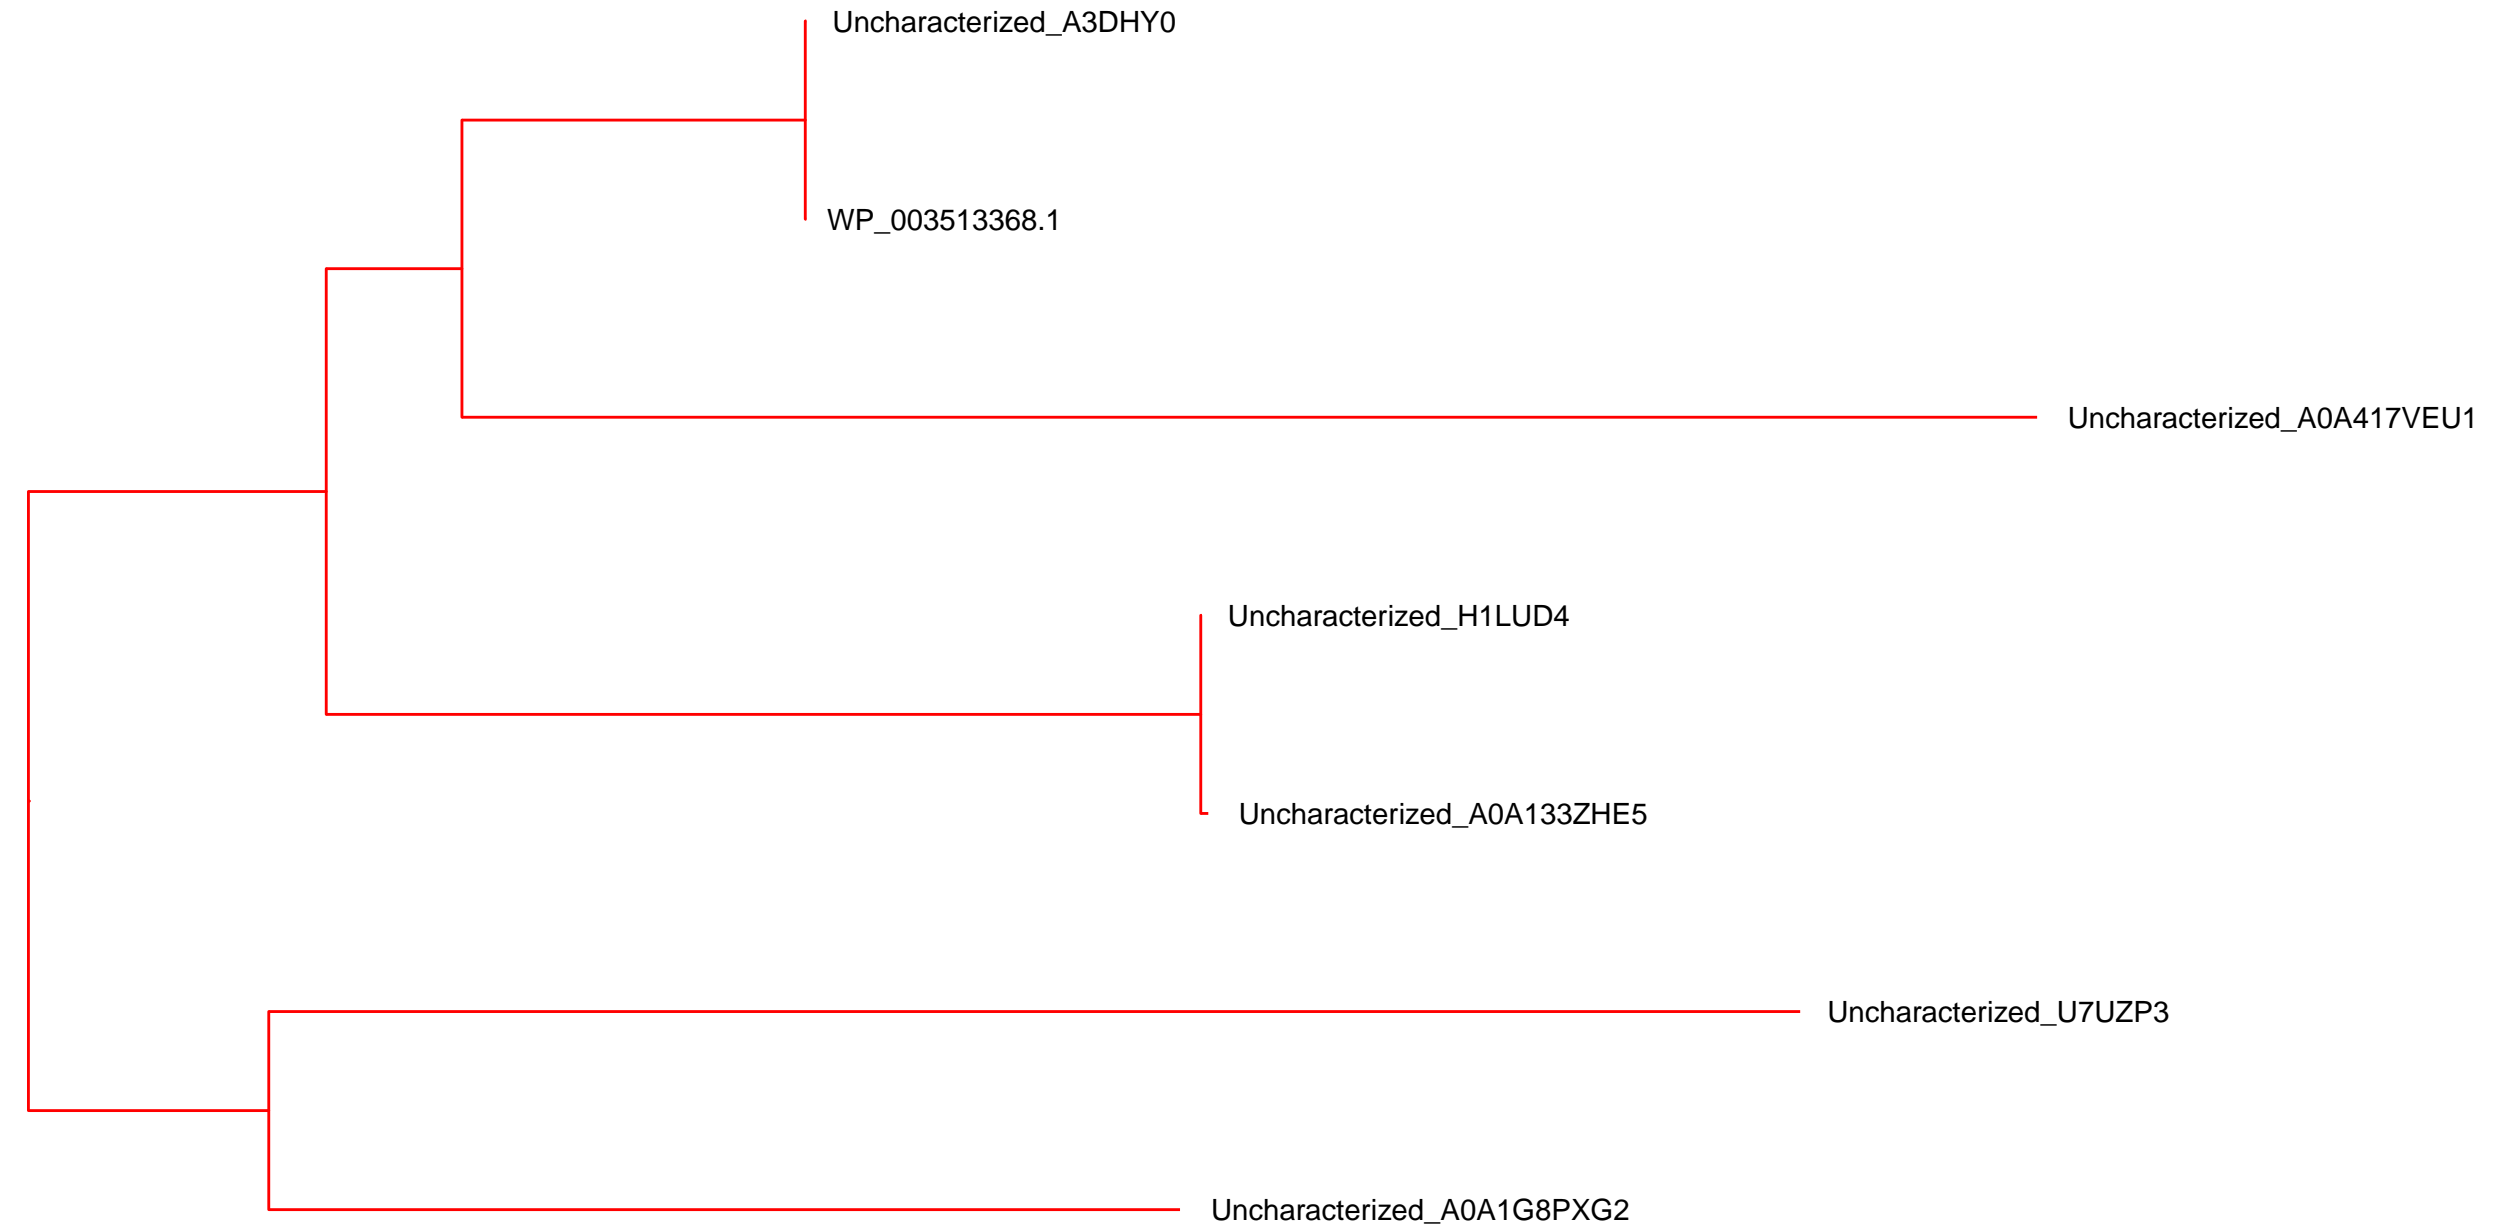 Uncharacterized_A3DHY0
WP_003513368.1
Uncharacterized_A0A417VEU1
Uncharacterized_H1LUD4
Uncharacterized_A0A133ZHE5
Uncharacterized_U7UZP3
Uncharacterized_A0A1G8PXG2